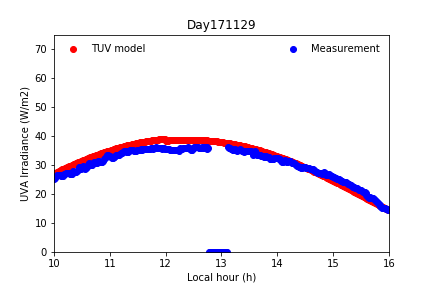 Day171129
TUV model
Measurement
UVA Irradiance (W/m2)
70
60
50
40
30
20
10
0
10 11 12 13 14 15 16
Local hour (h)